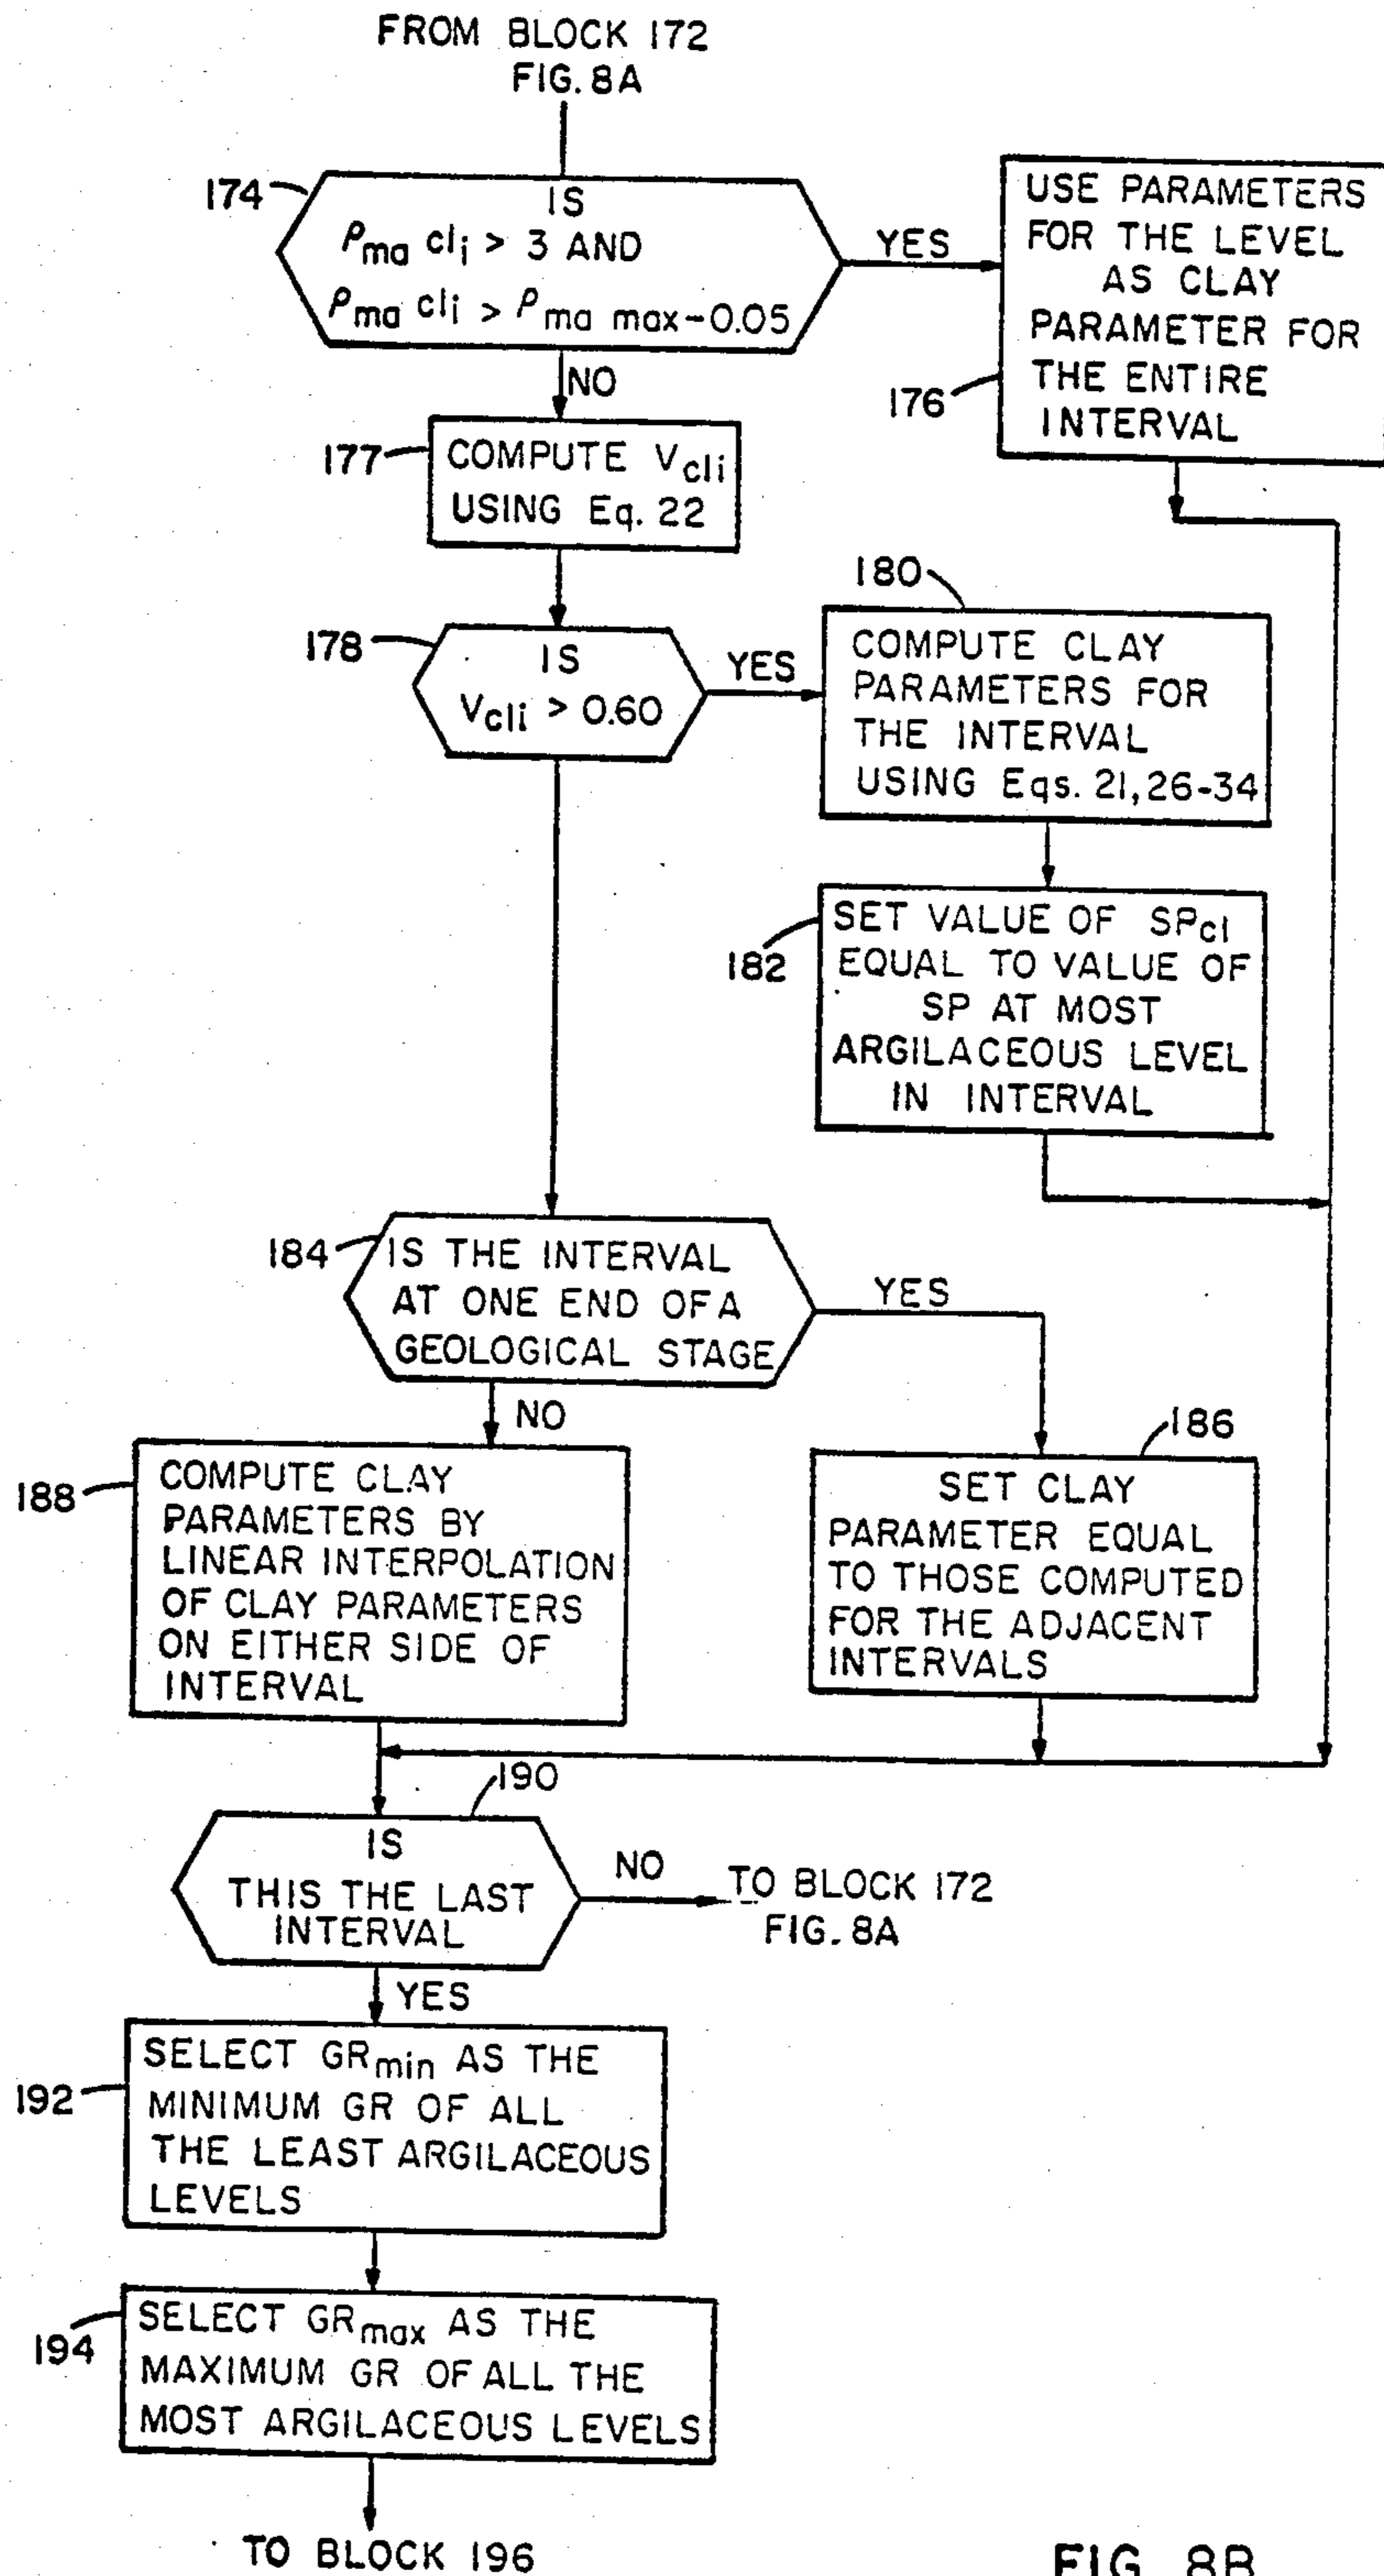 FROM BLOCK 172
FIG. 8A
174
IS
ρma cli > 3 AND
ρma cli > ρma max-0.05
YES
USE PARAMETERS
FOR THE LEVEL
AS CLAY
PARAMETER FOR
THE ENTIRE
INTERVAL
176
NO
177
COMPUTE Vcli
USING Eq. 22
178
IS
Vcli > 0.60
YES
180
COMPUTE CLAY
PARAMETERS FOR
THE INTERVAL
USING Eqs. 21,26-34
182
SET VALUE OF SPcl
EQUAL TO VALUE OF
SP AT MOST
ARGILACEOUS LEVEL
IN INTERVAL
184
IS THE INTERVAL
AT ONE END OF A
GEOLOGICAL STAGE
YES
NO
186
SET CLAY
PARAMETER EQUAL
TO THOSE COMPUTED
FOR THE ADJACENT
INTERVALS
188
COMPUTE CLAY
PARAMETERS BY
LINEAR INTERPOLATION
OF CLAY PARAMETERS
ON EITHER SIDE OF
INTERVAL
190
IS
THIS THE LAST
INTERVAL
NO
TO BLOCK 172
FIG. 8A
YES
192
SELECT GRmin AS THE
MINIMUM GR OF ALL
THE LEAST ARGILACEOUS
LEVELS
194
SELECT GRmax AS THE
MAXIMUM GR OF ALL THE
MOST ARGILACEOUS LEVELS
TO BLOCK 196
FIG. 8B